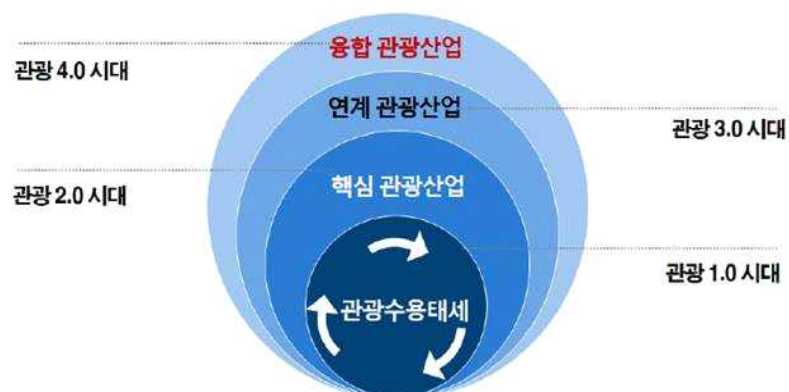 융합 관광산업
관광 4.0 시대
연계 관광산업
관광 3.0 시대
핵심 관광산업
관광 2.0 시대
관광 1.0 시대
관광수용태세